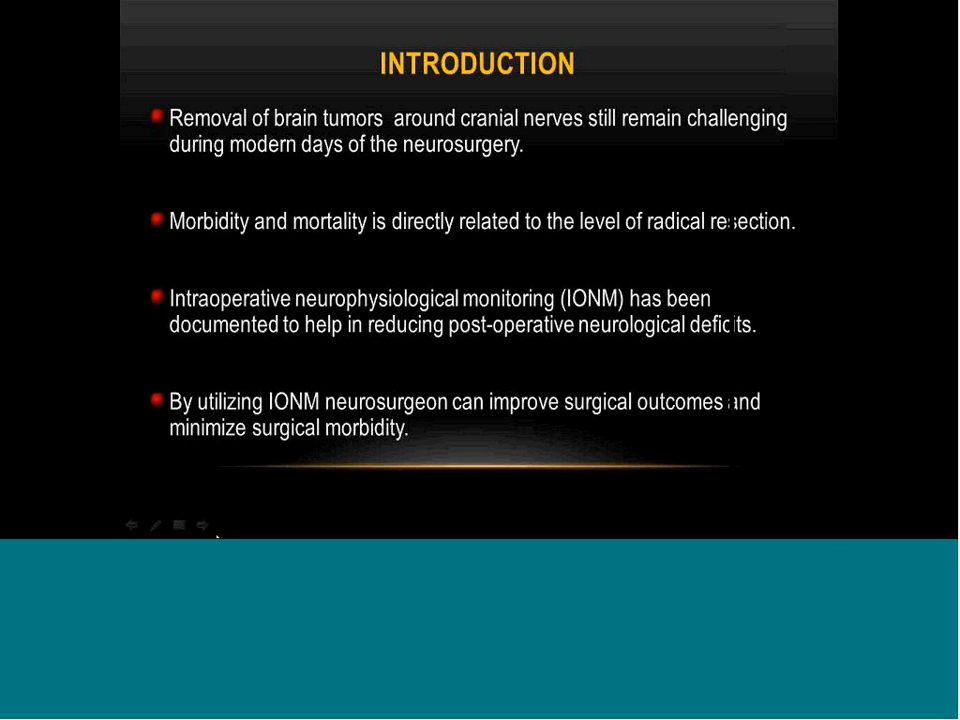 INTRODUCTION
Removal of brain tumors around cranial nerves still remain challenging
during modern days of the neurosurgery.
Morbidity and mortality is directly related to the level of radical resection.
Intraoperative neurophysiological monitoring (IONM) has been
documented to help in reducing post-operative neurological deficits.
By utilizing IONM neurosurgeon can improve surgical outcomes and
minimize surgical morbidity.